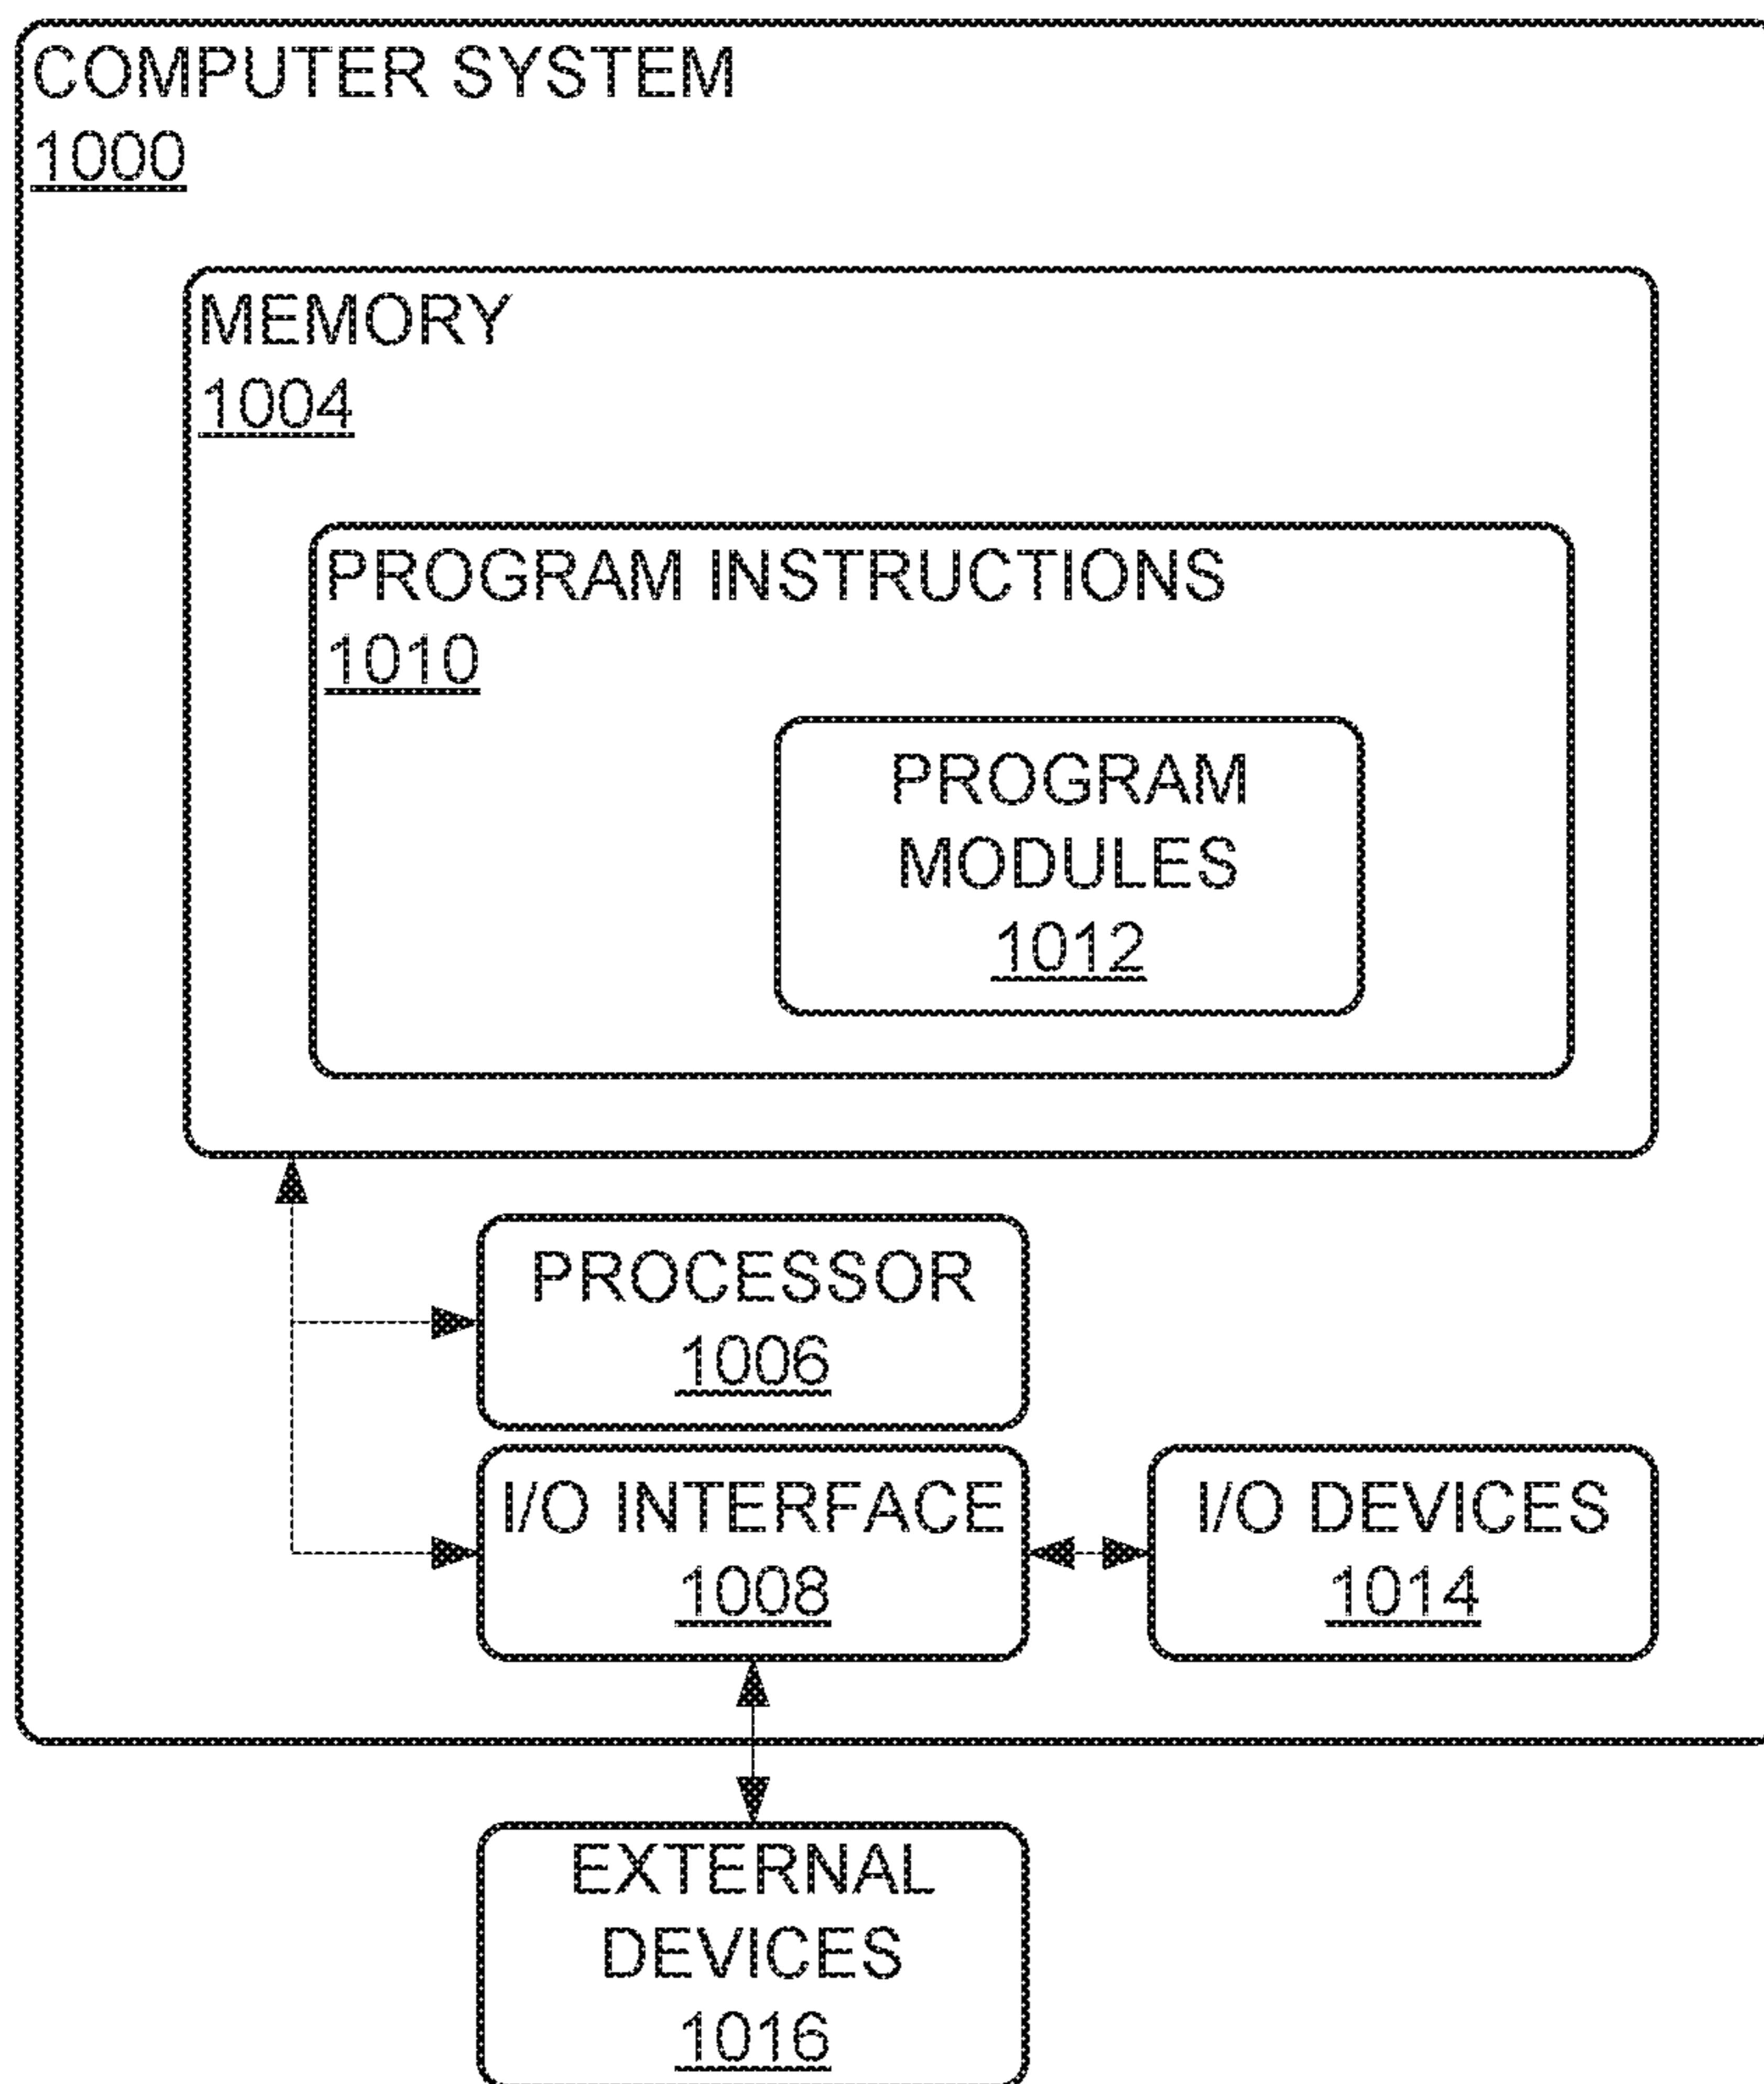 COMPUTER SYSTEM
1000
MEMORY
1004
PROGRAM INSTRUCTIONS
1010
PROGRAM
MODULES
1012
PROCESSOR
1006
I/O INTERFACE
1008
I/O DEVICES
1014
EXTERNAL
DEVICES
1016